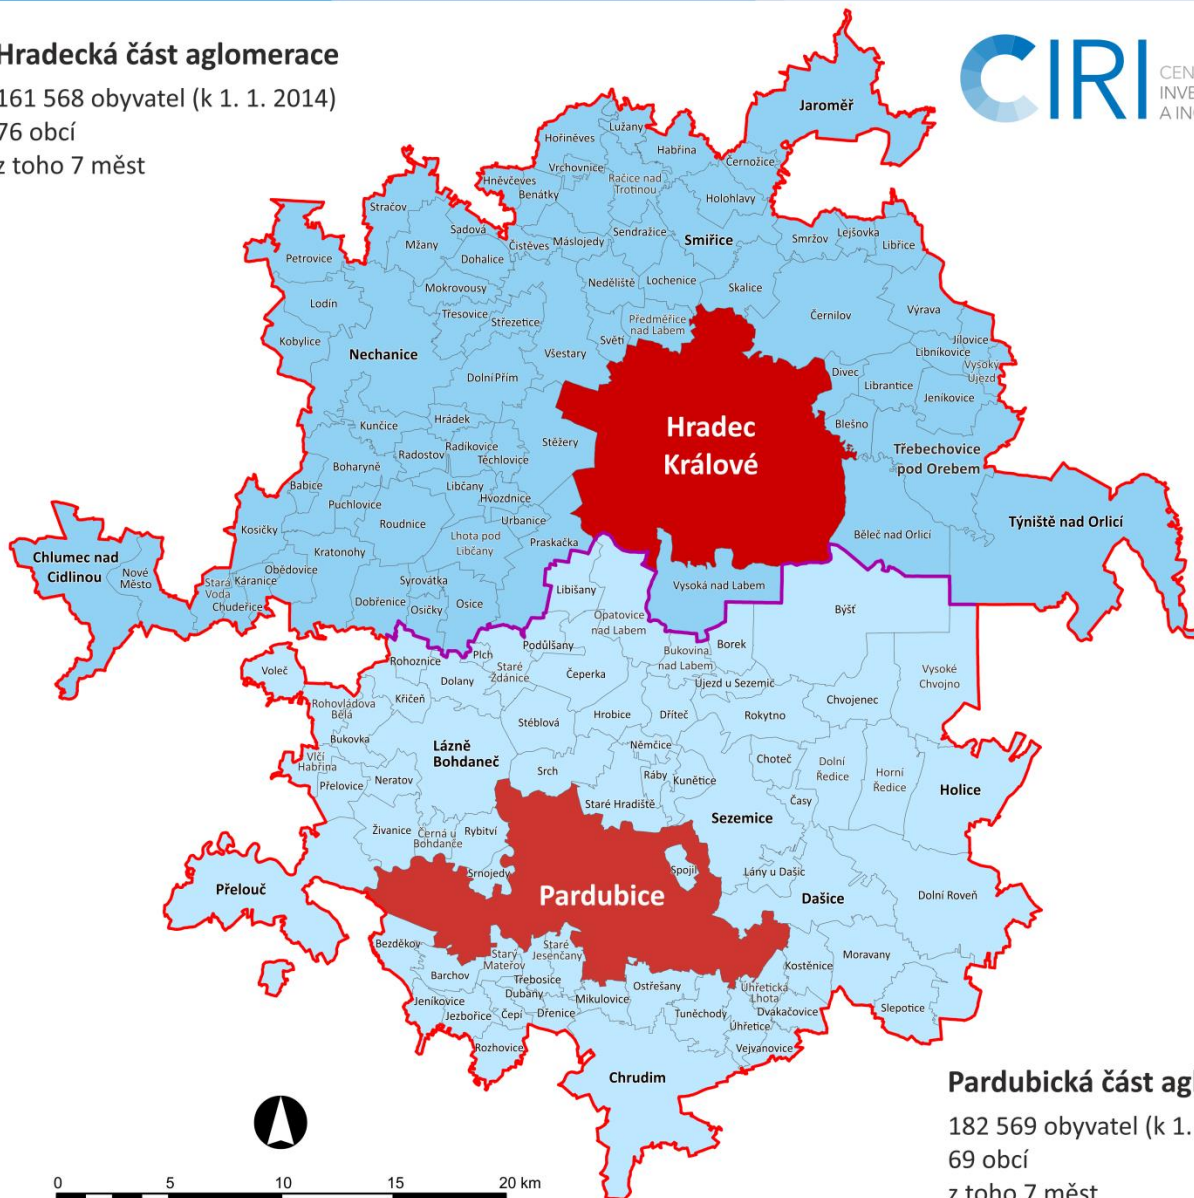 Hradecká část aglomerace
161 568 obyvatel (k 1. 1. 2014)
76 obcí
z toho 7 měst
CIRI
Jaroměř
Lužany
Hořiněves
Habřina
Černožice
Vrchovnice
Račice nad
Trotinou
Hněvčeves
Benátky
Holohlavy
Stračov
Sadová
Mžany
Čistěves
Máslojedy
Sendražice
Smiřice
Smržov
Lejšovka
Libřice
Petrovice
Dohalice
Neděliště
Lochenice
Skalice
Mokrovousy
Lodín
Třesovice
Střezetice
Předměřice
nad Labem
Černilov
Výrava
Kobylice
Světí
Jílovice
Nechanice
Všestary
Libníkovice
Vysoký
Újezd
Dolní Přím
Divec
Librantice
Jeníkovice
Hrádek
Kunčice
Radíkovice
Stěžery
Hradec
Králové
Blešno
Třebechovice
pod Orebem
Radostov
Těchlovice
Boharyně
Babice
Libčany
Puchlovice
Hvozdnice
Roudnice
Urbanice
Týniště nad Orlicí
Kosičky
Lhota pod
Libčany
Praskačka
Běleč nad Orlicí
Chlumec nad
Cidlinou
Kratonohy
Nové
Město
Obědovice
Stará
Voda
Káranice
Syrovátka
Vysoká nad Labem
Libišany
Chudeřice
Dobřenice
Osičky
Osice
Býšť
Opatovice
nad Labem
Podůlšany
Borek
Bukovina
nad Labem
Plch
Rohoznice
Voleč
Staré
Ždánice
Čeperka
Vysoké
Chvojno
Dolany
Újezd u Sezemic
Křičeň
Chvojenec
Rohovládova
Bělá
Stéblová
Hrobice
Dříteč
Rokytno
Bukovka
Lázně
Bohdaneč
Němčice
Vlčí
Habřina
Choteč
Dolní
Ředice
Horní
Ředice
Srch
Ráby
Kunětice
Neratov
Přelovice
Holice
Časy
Staré Hradiště
Sezemice
Živanice
Černá u
Bohdanče
Rybitví
Spojil
Lány u Dašic
Srnojedy
Přelouč
Pardubice
Dašice
Dolní Roveň
Bezděkov
Starý
Mateřov
Staré
Jesenčany
Moravany
Kostěnice
Barchov
Třebosice
Ostřešany
Úhřetická
Lhota
Dubany
Jeníkovice
Mikulovice
Slepotice
Jezbořice
Čepí
Dřenice
Tuněchody
Dvakačovice
Úhřetice
Rozhovice
Vejvanovice
Chrudim
Pardubická část
182 569 obyvatel (k 1.
69 obcí
z toho 7 měst
0 5 10 15 20 km